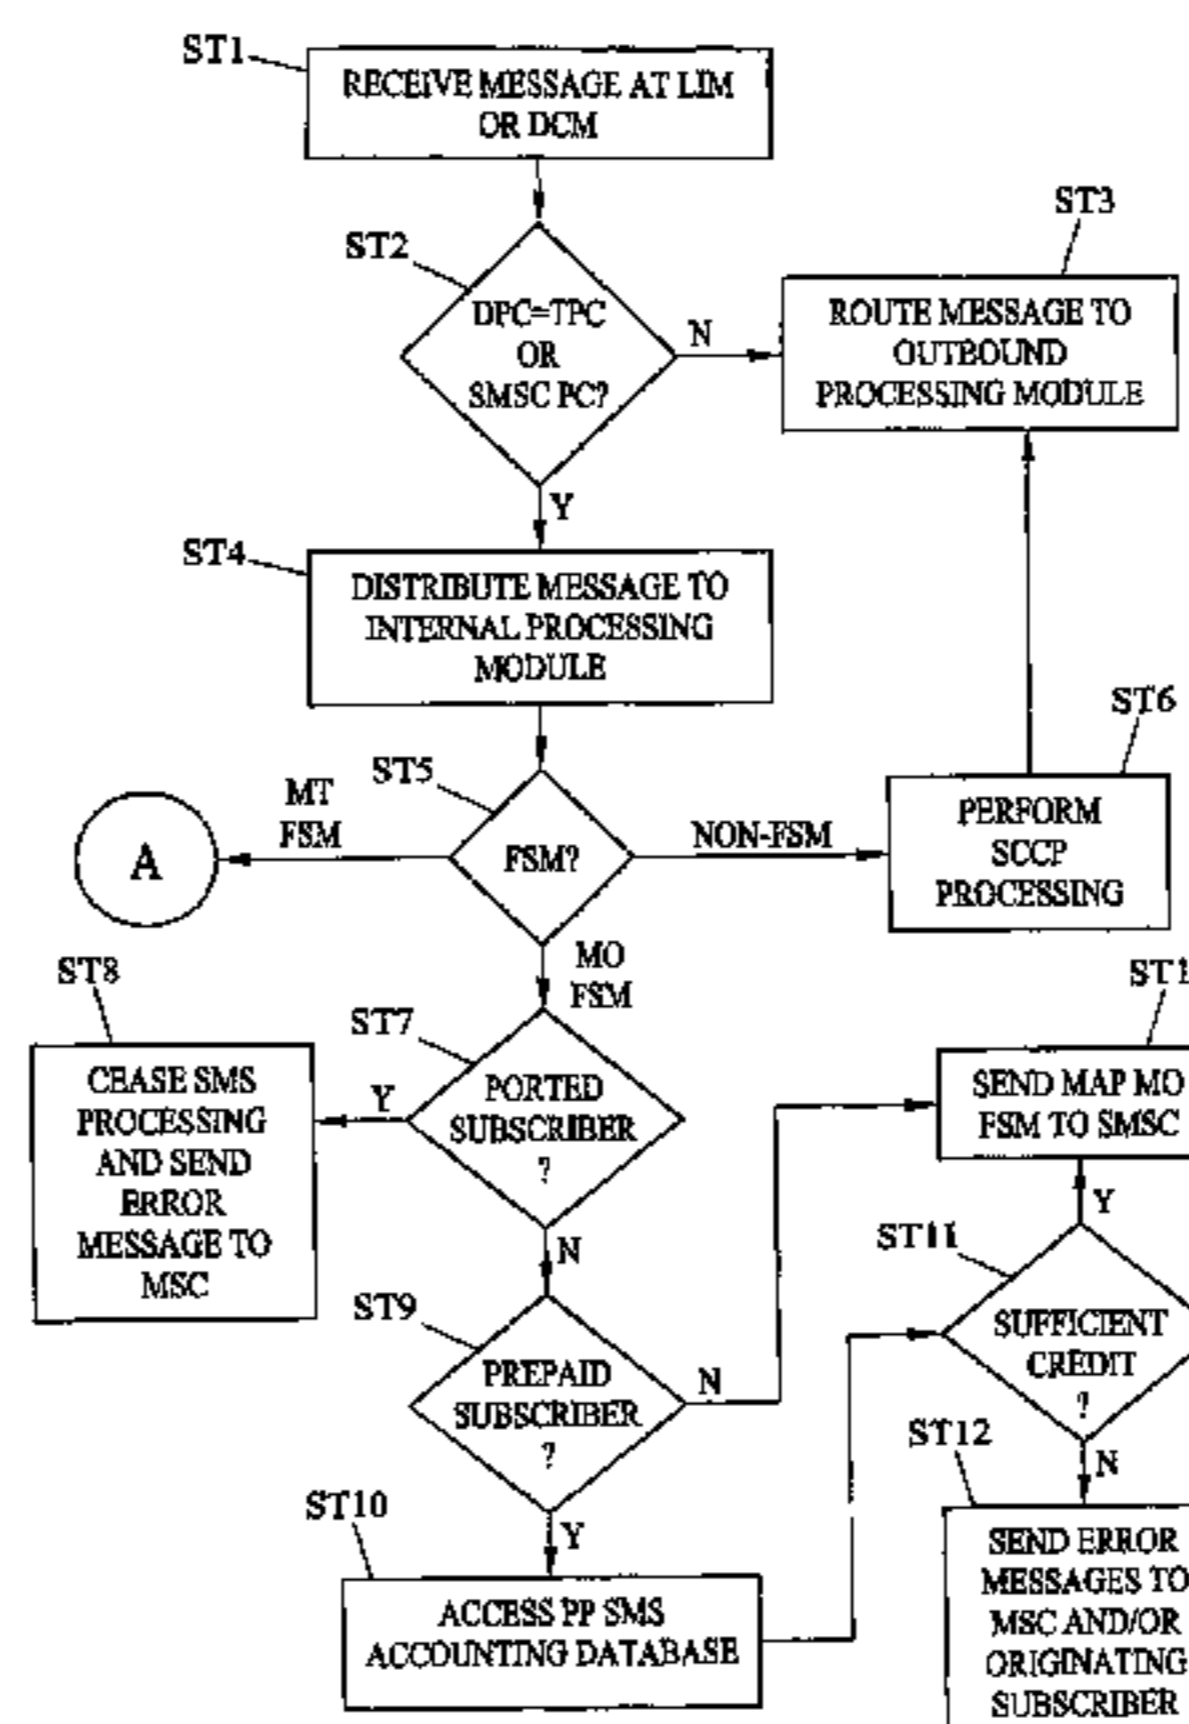 ST1
RECEIVE MESSAGE AT LIM
OR DCM
ST2
DPC=TPC
OR
SMSC PC?
N
Y
ST3
ROUTE MESSAGE TO
OUTBOUND
PROCESSING MODULE
ST4
DISTRIBUTE MESSAGE TO
INTERNAL PROCESSING
MODULE
ST5
FSM?
MT
FSM
A
NON-FSM
MO
FSM
ST6
PERFORM
SCCP
PROCESSING
ST7
PORTED
SUBSCRIBER
?
Y
N
ST8
CEASE SMS
PROCESSING
AND SEND
ERROR
MESSAGE TO
MSC
ST9
PREPAID
SUBSCRIBER
?
N
Y
ST10
ACCESS PP SMS
ACCOUNTING DATABASE
ST1
SEND MAP MO
FSM TO SMSC
Y
ST11
SUFFICIENT
CREDIT
?
N
ST12
SEND ERROR
MESSAGES TO
MSC AND/OR
ORIGINATING
SUBSCRIBER